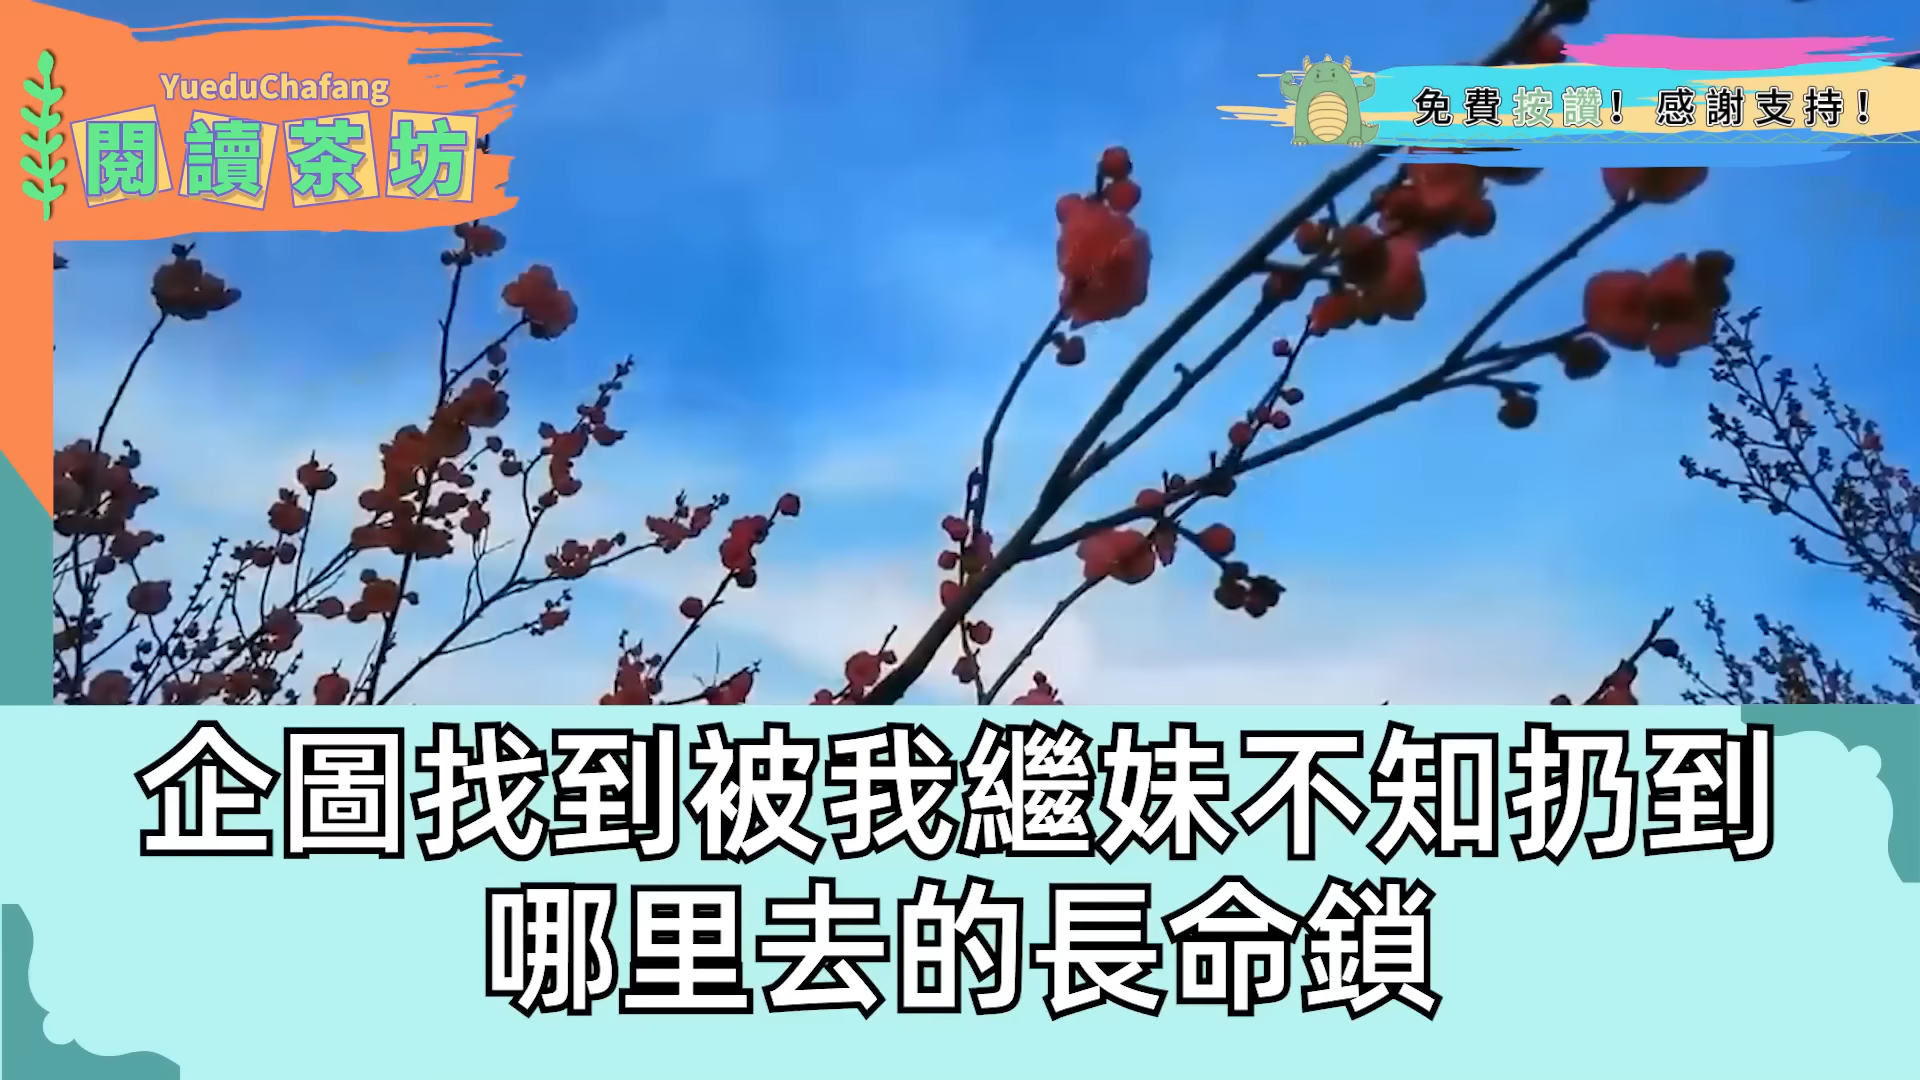 YueduChafang
閱讀茶坊
免費按讚！感謝支持！
企圖找到被我繼妹不知扔到
哪里去的長命鎖